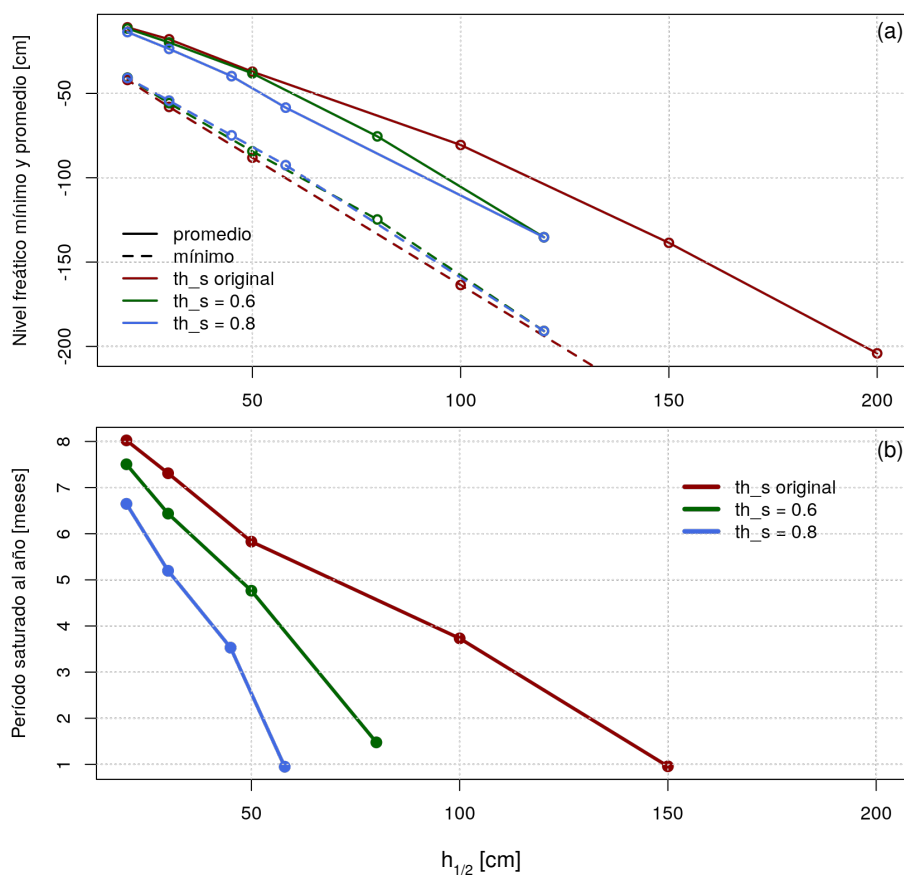 (a)
Nivel freático mínimo y promedio [cm]
-50
-100
-150
-200
promedio
mínimo
th_s original
th_s = 0.6
th_s = 0.8
50
100
150
200
(b)
Período saturado al año [meses]
8
7
6
5
4
3
2
1
th_s original
th_s = 0.6
th_s = 0.8
50
100
150
200
h1/2 [cm]